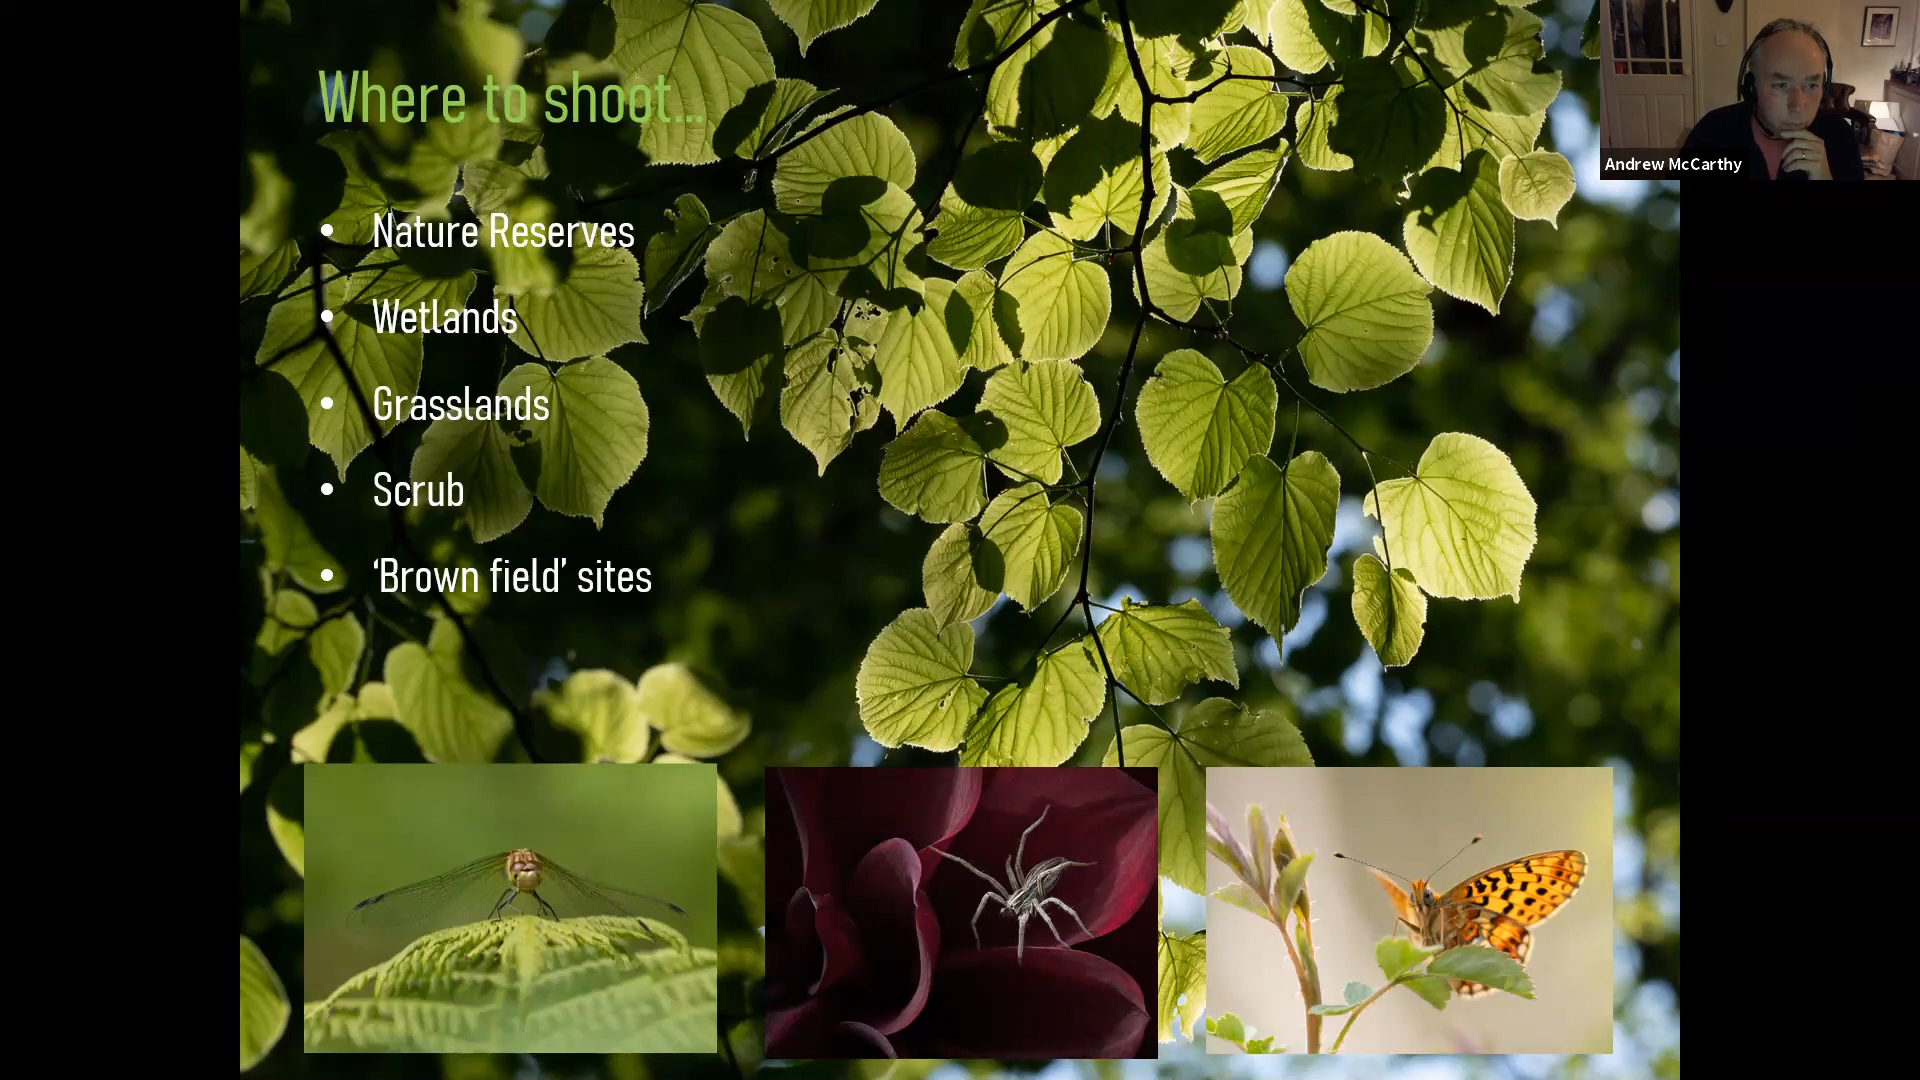 Where to shoot...
• Nature Reserves
• Wetlands
• Grasslands
• Scrub
• ‘Brown field’ sites
Andrew McCarthy